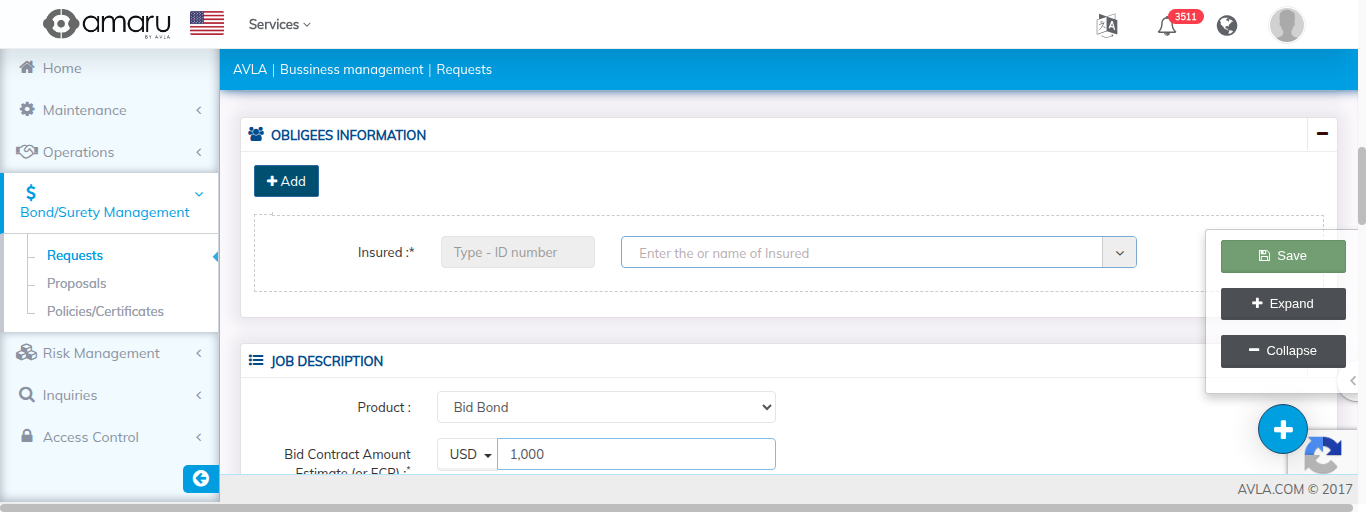 amaru
BY AVLA
Services
3511
Home
Maintenance
Operations
$
Bond/Surety Management
Requests
Proposals
Policies/Certificates
Risk Management
Inquiries
Access Control
AVLA | Bussiness management | Requests
OBLIGEES INFORMATION
+ Add
Insured :*
Type - ID number
Enter the or name of Insured
Save
Expand
Collapse
JOB DESCRIPTION
Product :
Bid Bond
Bid Contract Amount
Estimate (or ECP) :*
USD
1,000
AVLA.COM © 2017